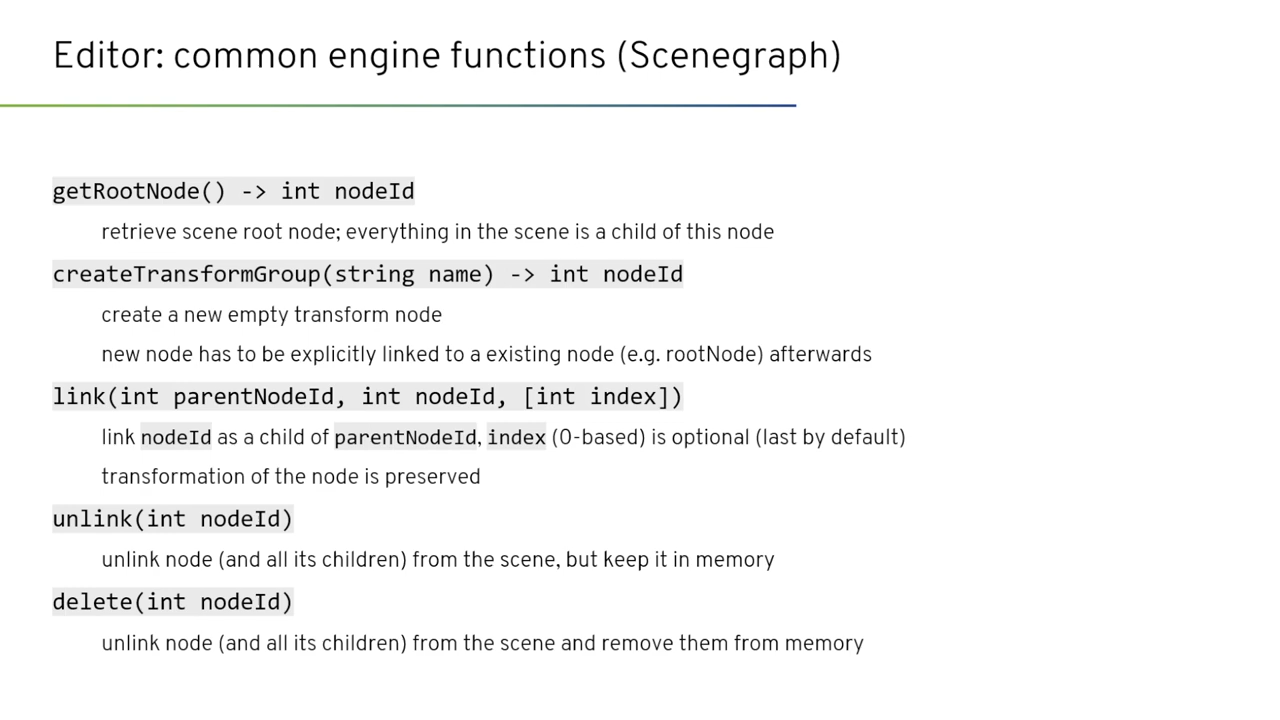 Editor: common engine functions (Scenegraph)
getRootNode() -> int nodeId
retrieve scene root node; everything in the scene is a child of this node
createTransformGroup(string name) -> int nodeId
create a new empty transform node
new node has to be explicitly linked to a existing node (e.g. rootNode) afterwards
link(int parentNodeId, int nodeId, [int index])
link nodeId as a child of parentNodeId, index (0-based) is optional (last by default)
transformation of the node is preserved
unlink(int nodeId)
unlink node (and all its children) from the scene, but keep it in memory
delete(int nodeId)
unlink node (and all its children) from the scene and remove them from memory